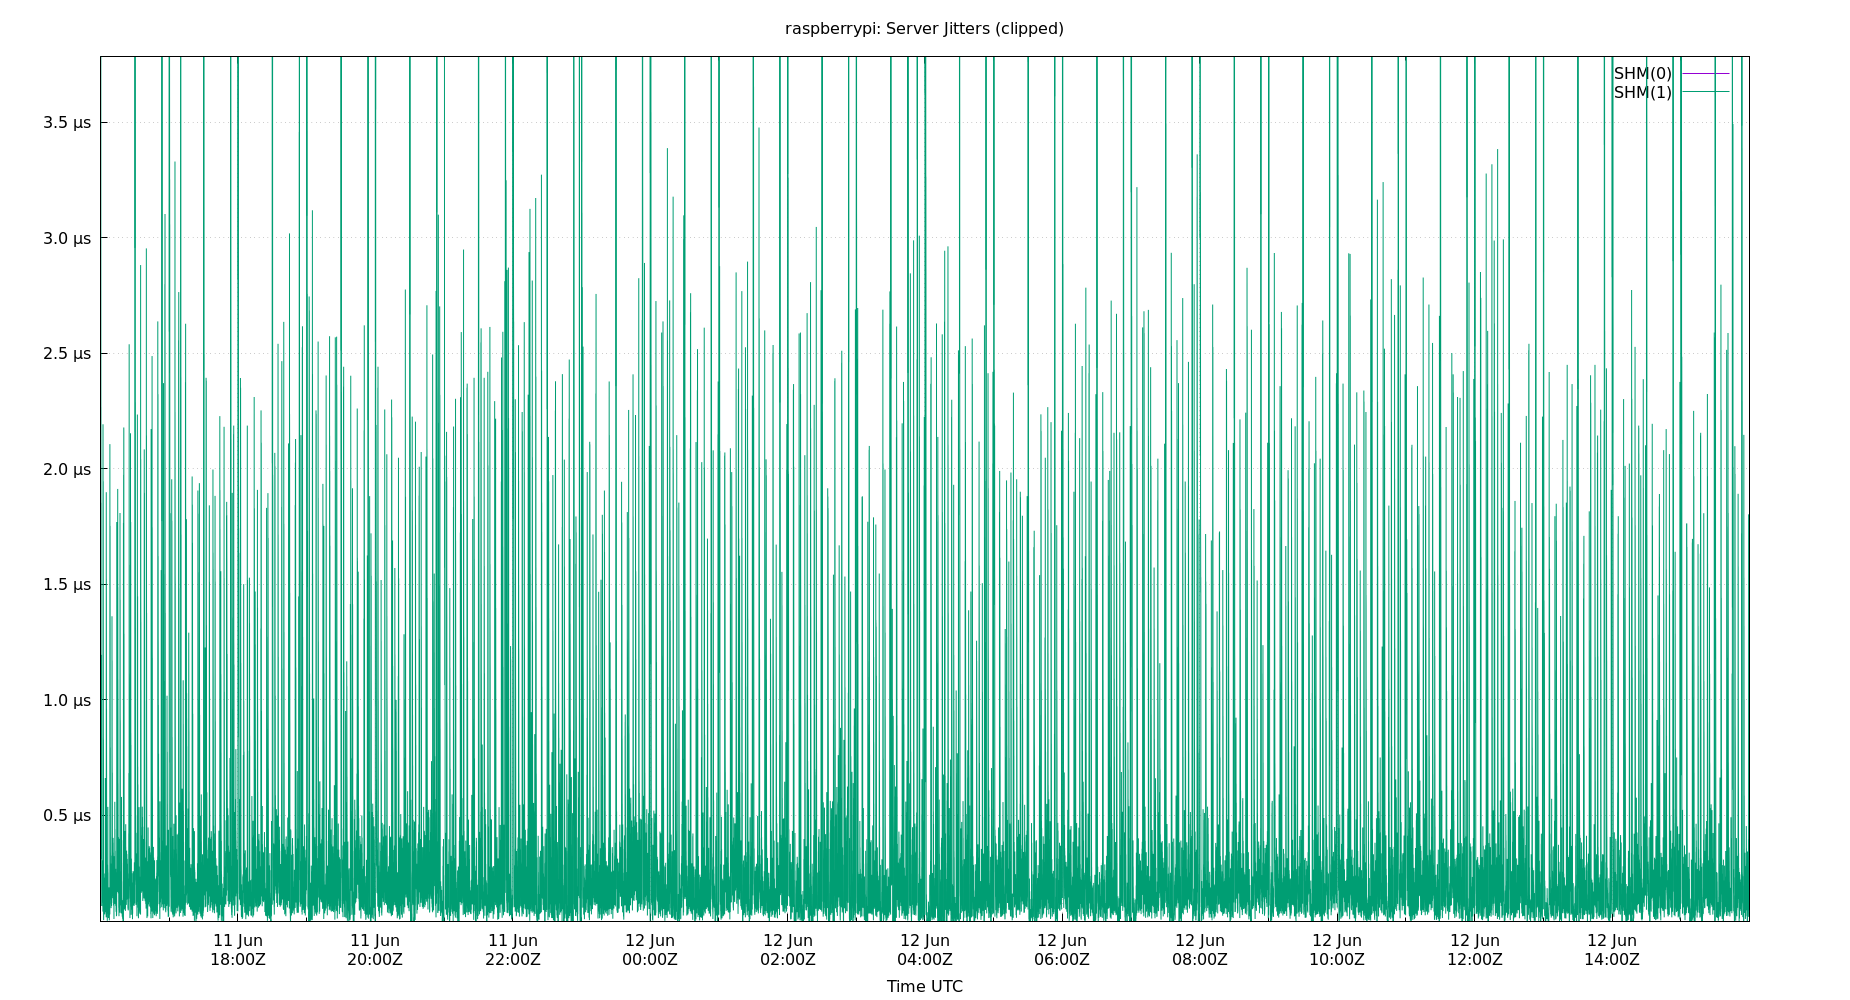 raspberrypi: Server Jitters (clipped)
SHM(0)
SHM(1)
3.5 µs
3.0 µs
2.5 µs
2.0 µs
1.5 µs
1.0 µs
0.5 µs
11 Jun 11 Jun 11 Jun 12 Jun 12 Jun 12 Jun 12 Jun 12 Jun 12 Jun 12 Jun 12 Jun
18:00Z 20:00Z 22:00Z 00:00Z 02:00Z 04:00Z 06:00Z 08:00Z 10:00Z 12:00Z 14:00Z
Time UTC